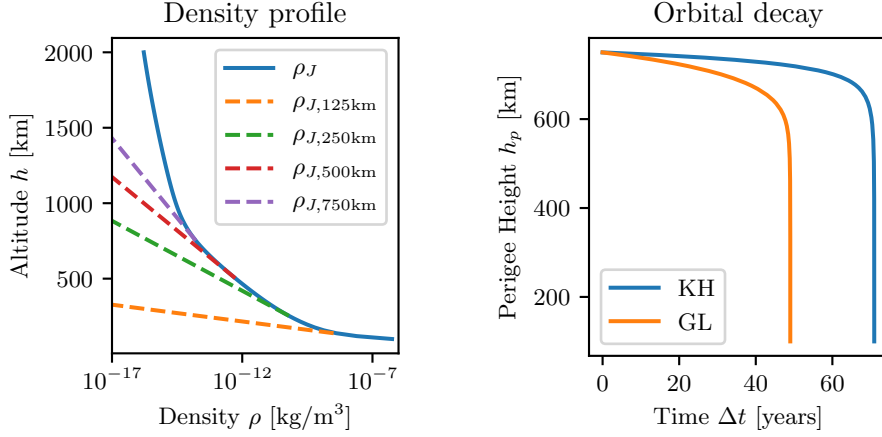 Density profile
2000
1500
1000
500
Altitude h [km]
ρ_J
ρ_{J,125km}
ρ_{J,250km}
ρ_{J,500km}
ρ_{J,750km}
10^{-17}
10^{-12}
10^{-7}
Density ρ [kg/m³]
Orbital decay
600
400
200
Perigee Height h_p [km]
KH
GL
0
20
40
60
Time Δt [years]